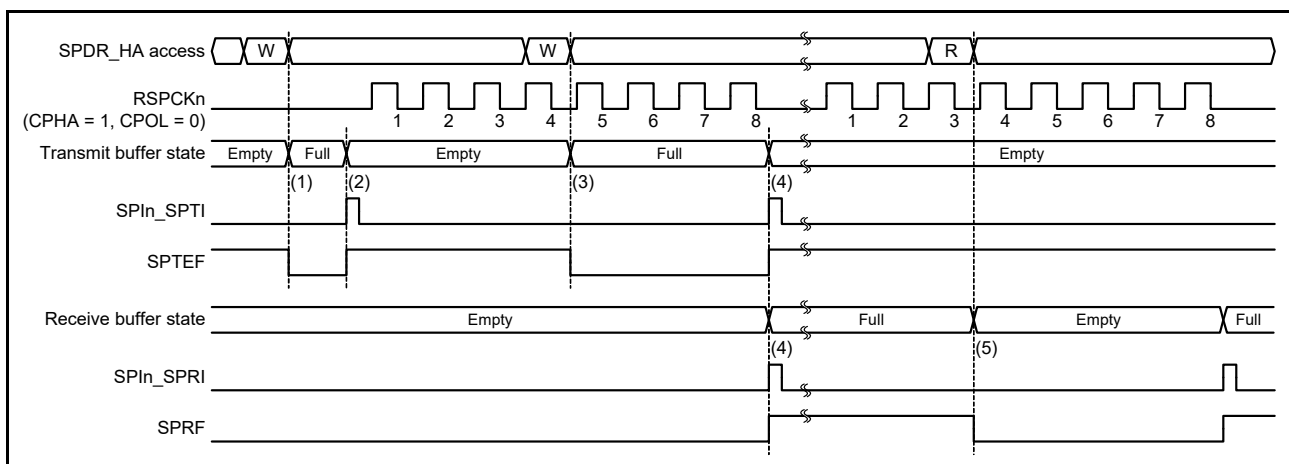 SPDR_HA access W W R
RSPCKn
(CPHA = 1, CPOL = 0) 1 2 3 4 5 6 7 8 1 2 3 4 5 6 7 8
Transmit buffer state Empty Full Empty Full Empty
(1) (2) (3) (4)
SPIn_SPTI
SPTEF
Receive buffer state Empty Full Empty Full
(4) (5)
SPIn_SPRI
SPRF